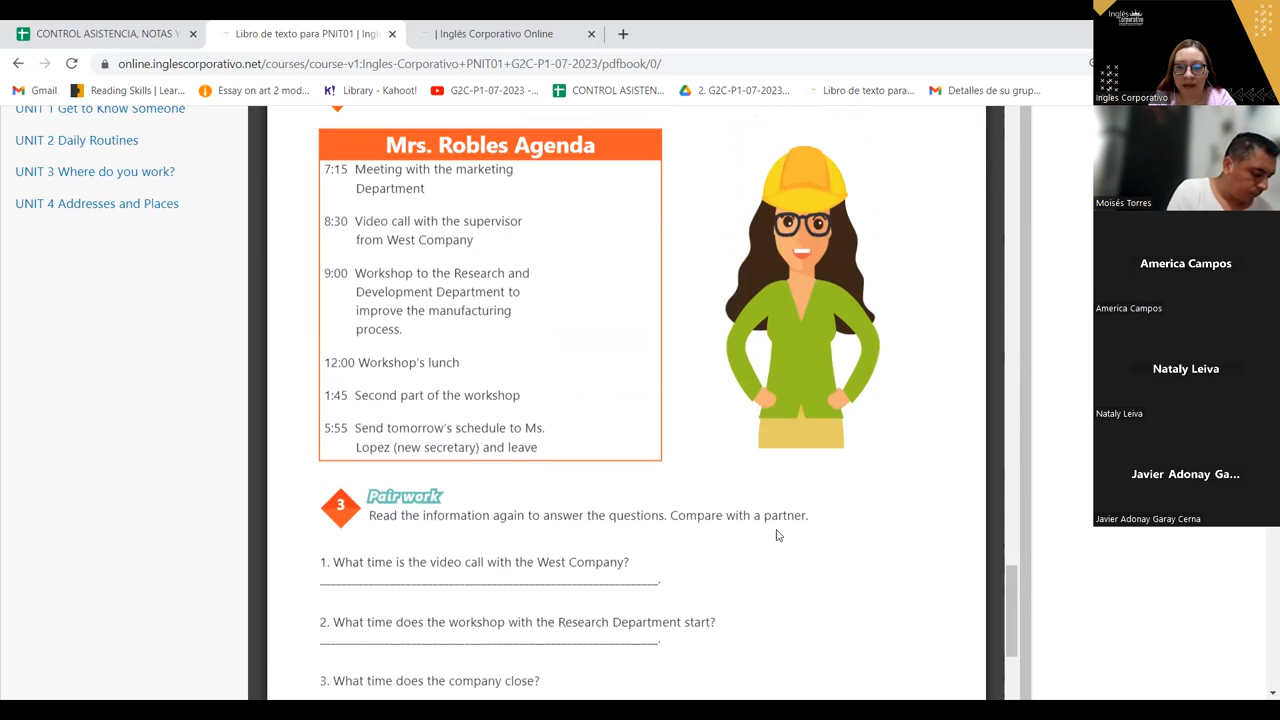 CONTROL ASISTENCIA, NOTAS Y
Libro de texto para PNIT01 | Ingl
| Inglés Corporativo Online
online.inglescorporativo.net/courses/course-v1:Ingles-Corporativo+PNIT01+G2C-P1-07-2023/pdfbook/0/
Gmail
Reading Skills | Lear...
Essay on art 2 mod...
Library - Kahoot!
G2C-P1-07-2023 -...
CONTROL ASISTEN...
2. G2C-P1-07-2023...
Libro de texto para...
Detalles de su grup...
UNIT 1 Get to Know Someone
UNIT 2 Daily Routines
UNIT 3 Where do you work?
UNIT 4 Addresses and Places
Mrs. Robles Agenda
7:15 Meeting with the marketing
Department
8:30 Video call with the supervisor
from West Company
9:00 Workshop to the Research and
Development Department to
improve the manufacturing
process.
12:00 Workshop's lunch
1:45 Second part of the workshop
5:55 Send tomorrow's schedule to Ms.
Lopez (new secretary) and leave
3 Pair work
Read the information again to answer the questions. Compare with a partner.
1. What time is the video call with the West Company?
2. What time does the workshop with the Research Department start?
3. What time does the company close?
Inglés
Corporativo
Ingles Corporativo
Moisés Torres
America Campos
America Campos
Nataly Leiva
Nataly Leiva
Javier Adonay Ga...
Javier Adonay Garay Cerna